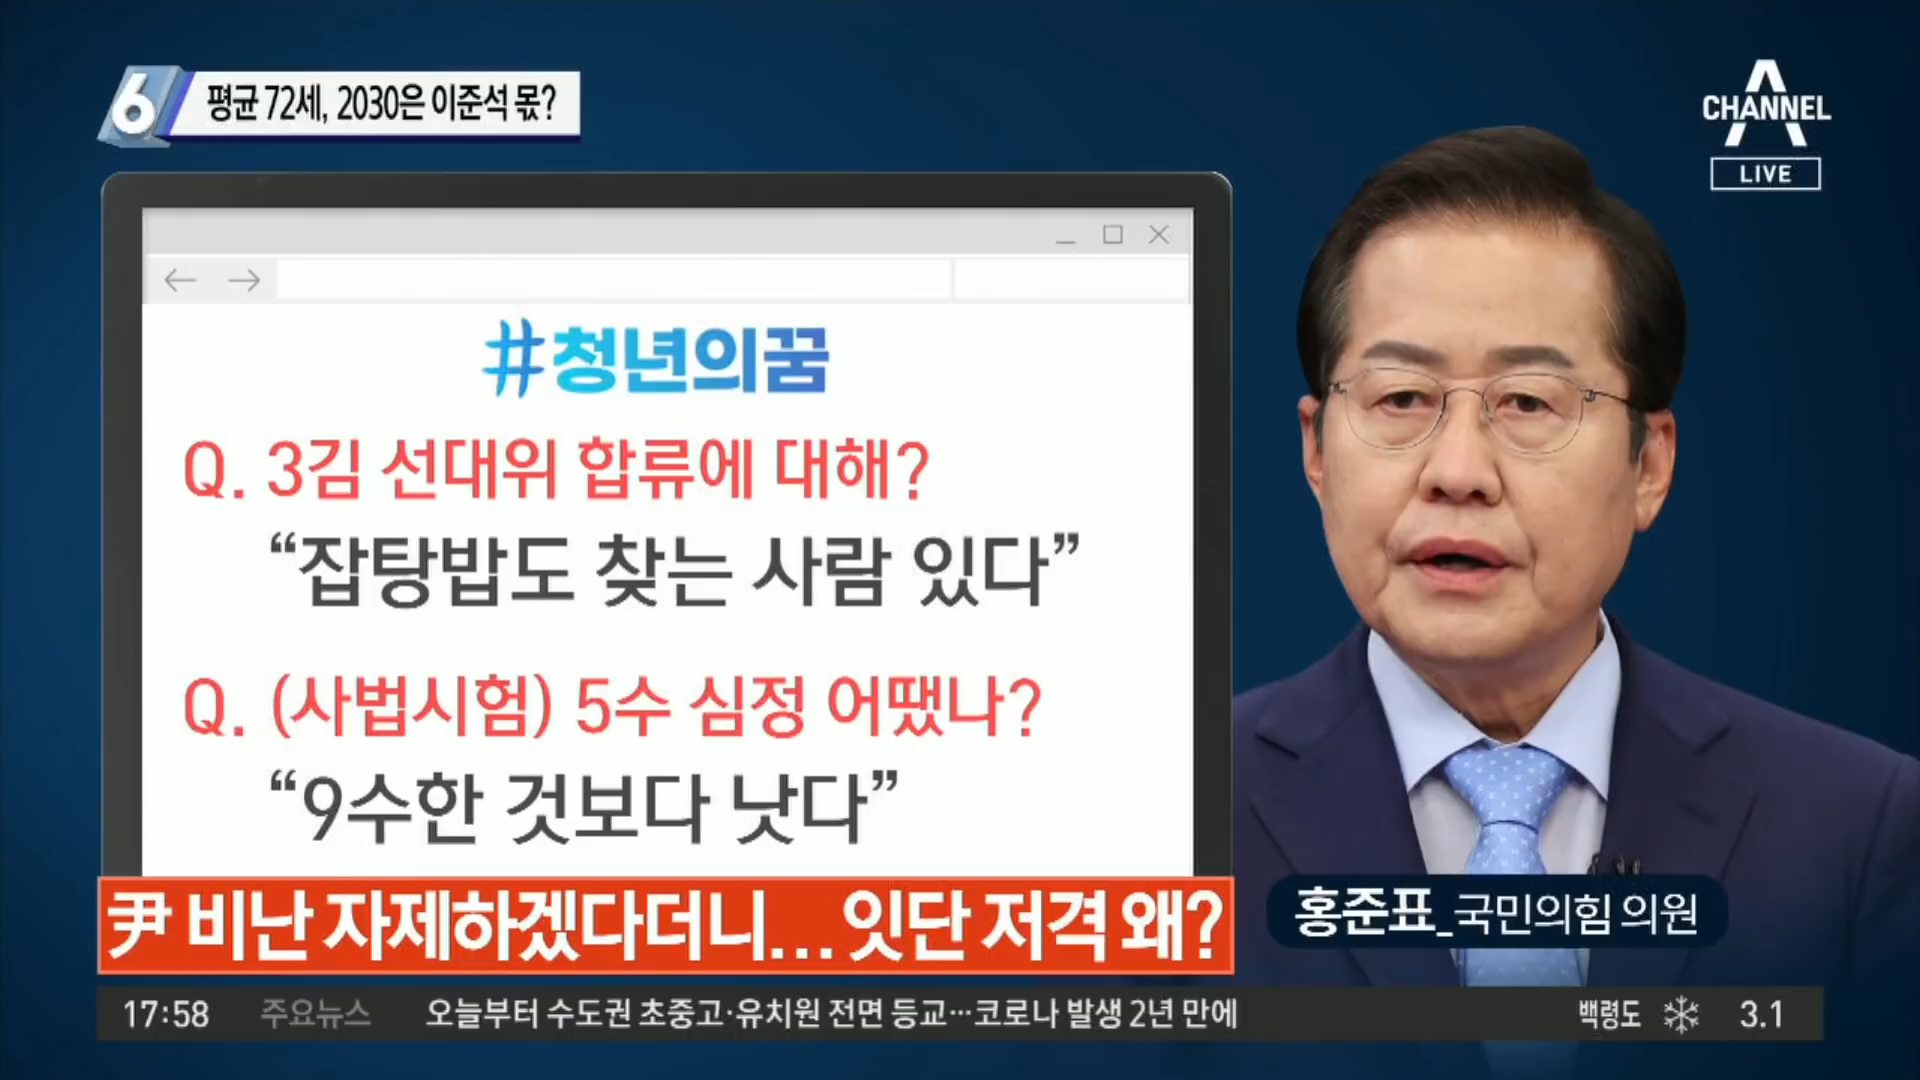 6 평균 72세, 2030은 이준석 몫?
CHANNEL A
LIVE
#청년의꿈
Q. 3김 선대위 합류에 대해?
“잡탕밥도 찾는 사람 있다”
Q. (사법시험) 5수 심정 어땠나?
“9수한 것보다 낫다”
尹 비난 자제하겠다더니... 잇단 저격 왜?
홍준표_국민의힘 의원
17:58 주요뉴스 오늘부터 수도권 초중고·유치원 전면 등교…코로나 발생 2년 만에 백령도 3.1